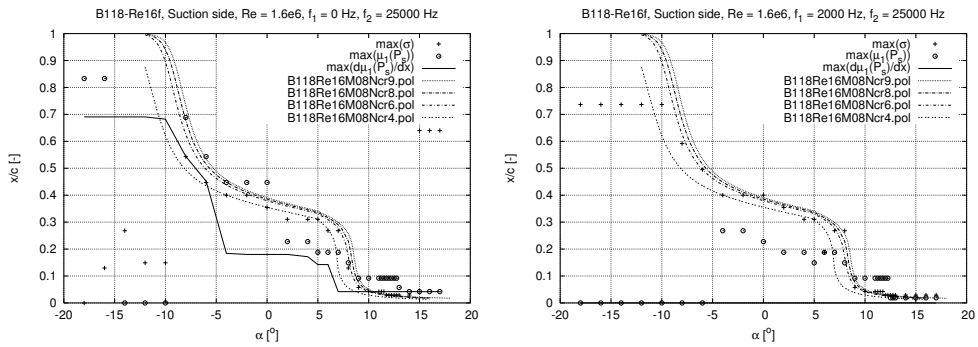 B118-Re16f, Suction side, Re = 1.6e6, f₁ = 0 Hz, f₂ = 25000 Hz
max(σ)
max(μ₁(Pₛ))
max(dμ₁(Pₛ)/dx)
B118Re16M08Ncr9.pol
B118Re16M08Ncr8.pol
B118Re16M08Ncr6.pol
B118Re16M08Ncr4.pol
x/c [-]
1
0.9
0.8
0.7
0.6
0.5
0.4
0.3
0.2
0.1
0
-20 -15 -10 -5 0 5 10 15 20
α [°]
B118-Re16f, Suction side, Re = 1.6e6, f₁ = 2000 Hz, f₂ = 25000 Hz
max(σ)
max(μ₁(Pₛ))
max(dμ₁(Pₛ)/dx)
B118Re16M08Ncr9.pol
B118Re16M08Ncr8.pol
B118Re16M08Ncr6.pol
B118Re16M08Ncr4.pol
x/c [-]
1
0.9
0.8
0.7
0.6
0.5
0.4
0.3
0.2
0.1
0
-20 -15 -10 -5 0 5 10 15 20
α [°]